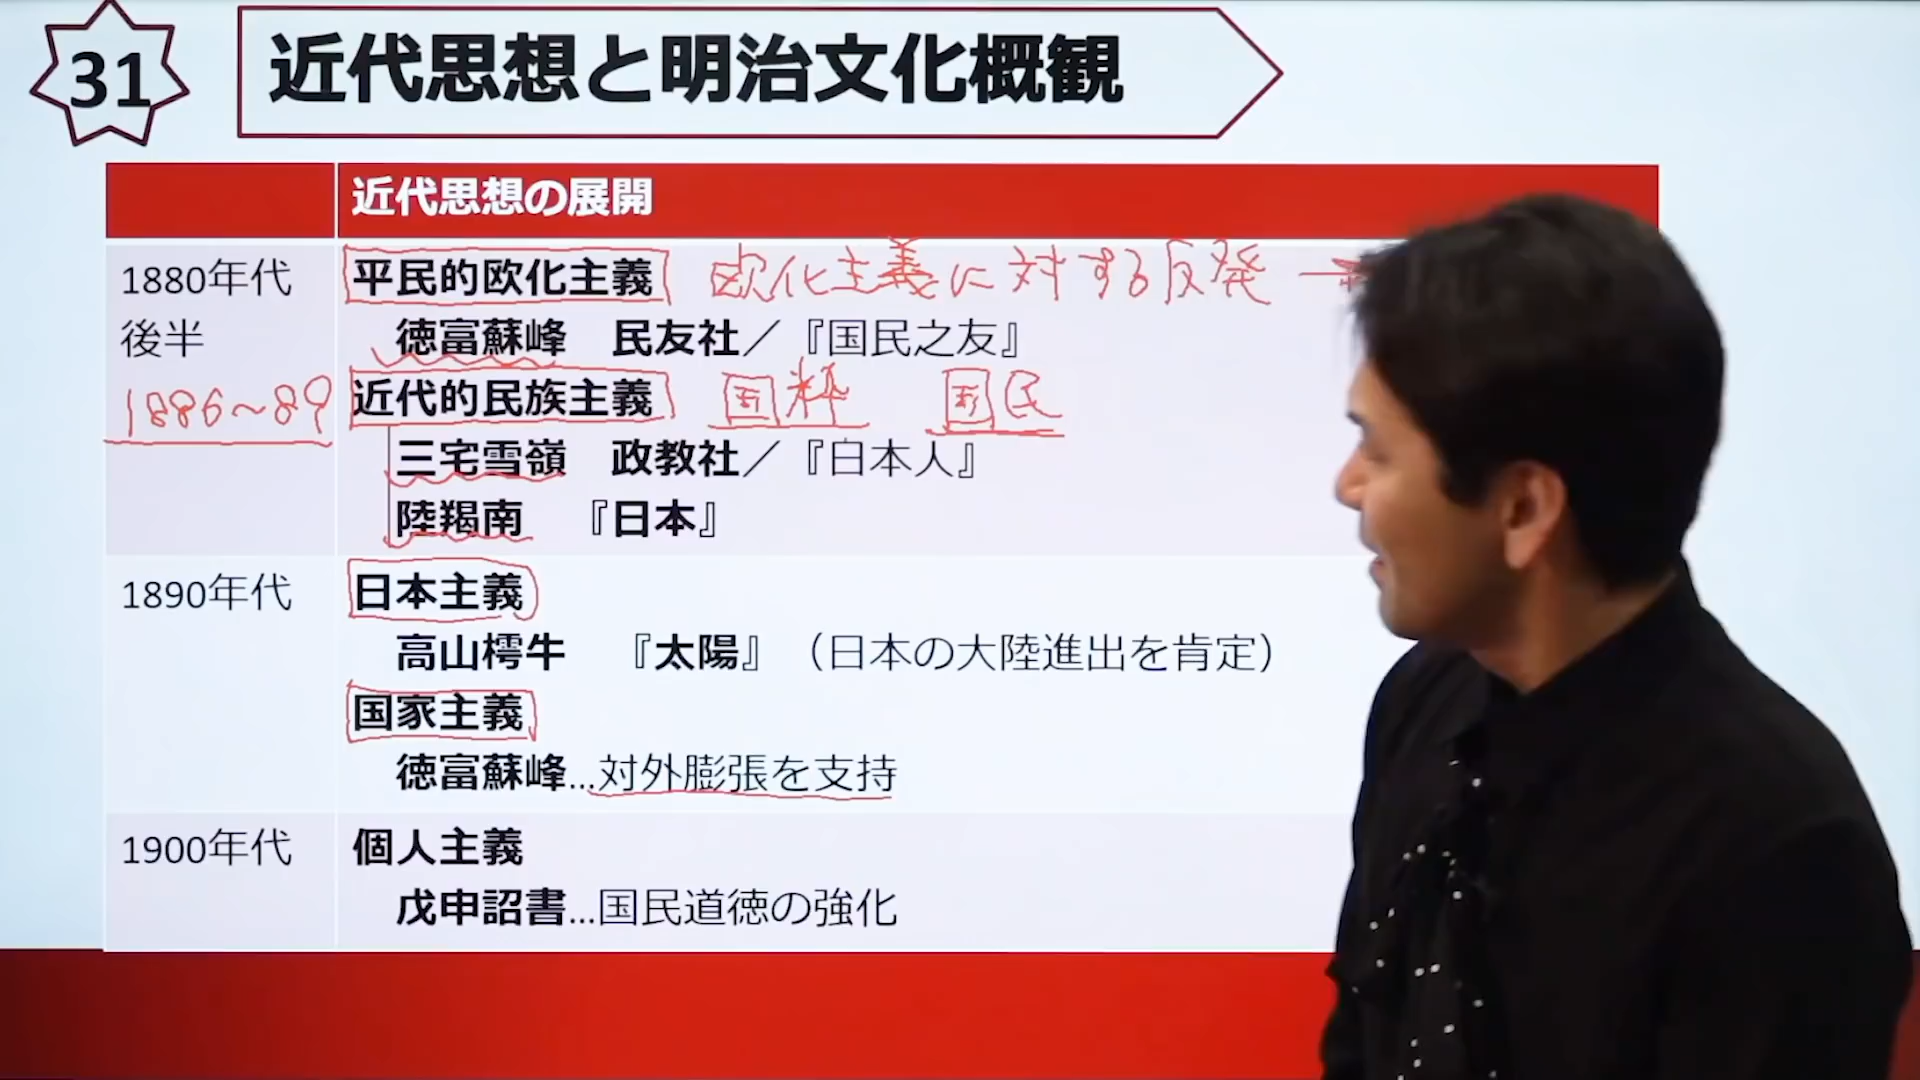 31
近代思想と明治文化概観
近代思想の展開
1880年代
後半
1886～89
平民的欧化主義 欧化主義に対する反発 →
徳富蘇峰 民友社／『国民之友』
近代的民族主義 国粋 国民
三宅雪嶺 政教社／『日本人』
陸羯南 『日本』
1890年代
日本主義
高山樗牛 『太陽』（日本の大陸進出を肯定）
国家主義
徳富蘇峰…対外膨張を支持
1900年代
個人主義
戊申詔書…国民道徳の強化